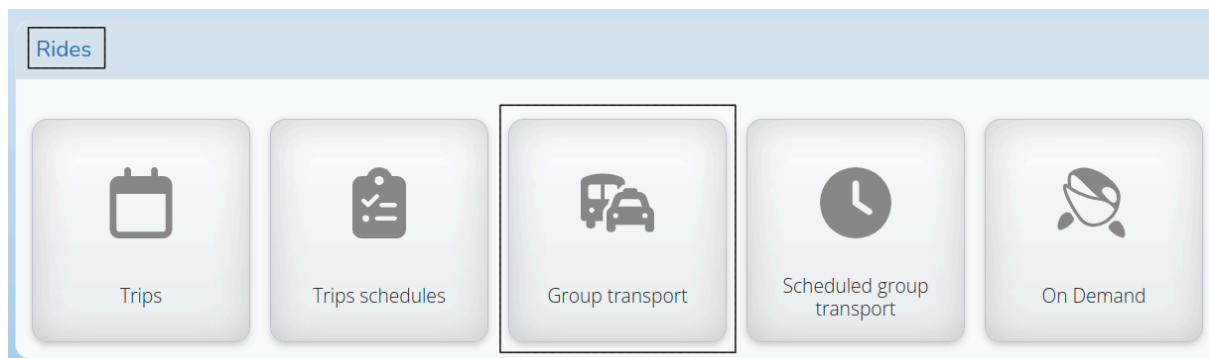 Rides
Trips
Trips schedules
Group transport
Scheduled group
transport
On Demand